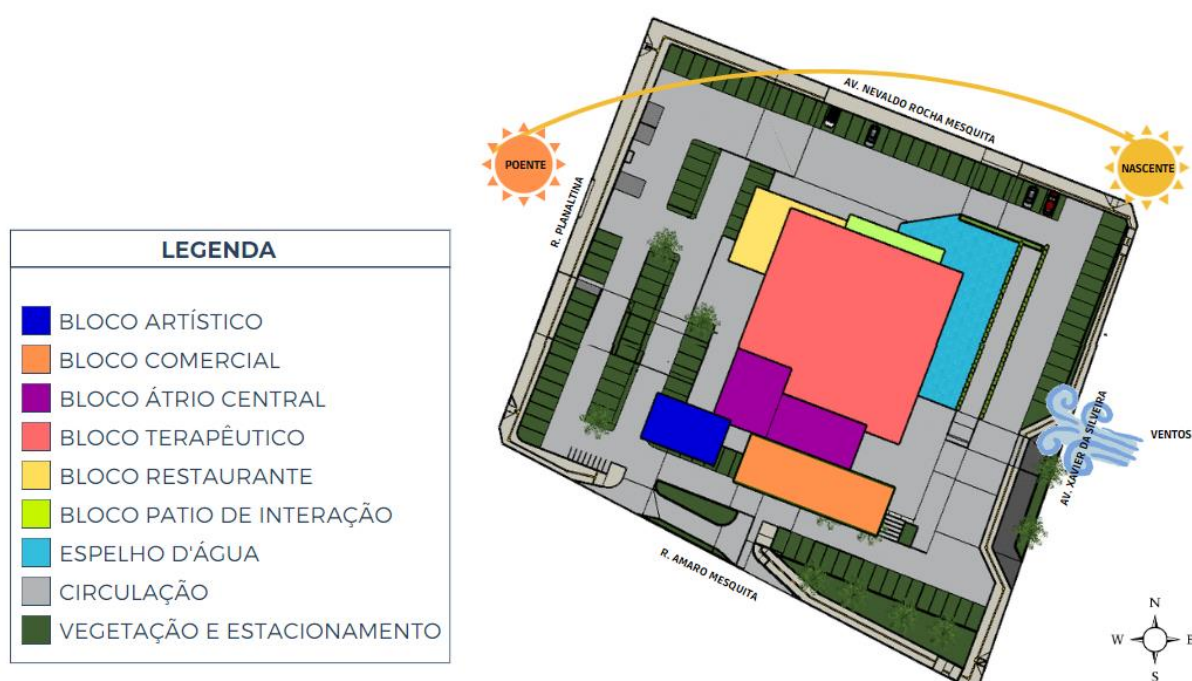 LEGENDA
BLOCO ARTÍSTICO
BLOCO COMERCIAL
BLOCO ÁTRIO CENTRAL
BLOCO TERAPÊUTICO
BLOCO RESTAURANTE
BLOCO PATIO DE INTERAÇÃO
ESPELHO D'ÁGUA
CIRCULAÇÃO
VEGETAÇÃO E ESTACIONAMENTO
POENTE
AV. NEVALDO ROCHA MESQUITA
NASCENTE
R. PLANALTINA
AV. XAVIER DA SILVEIRA
VENTOS
R. AMARO MESQUITA
N
W
E
S